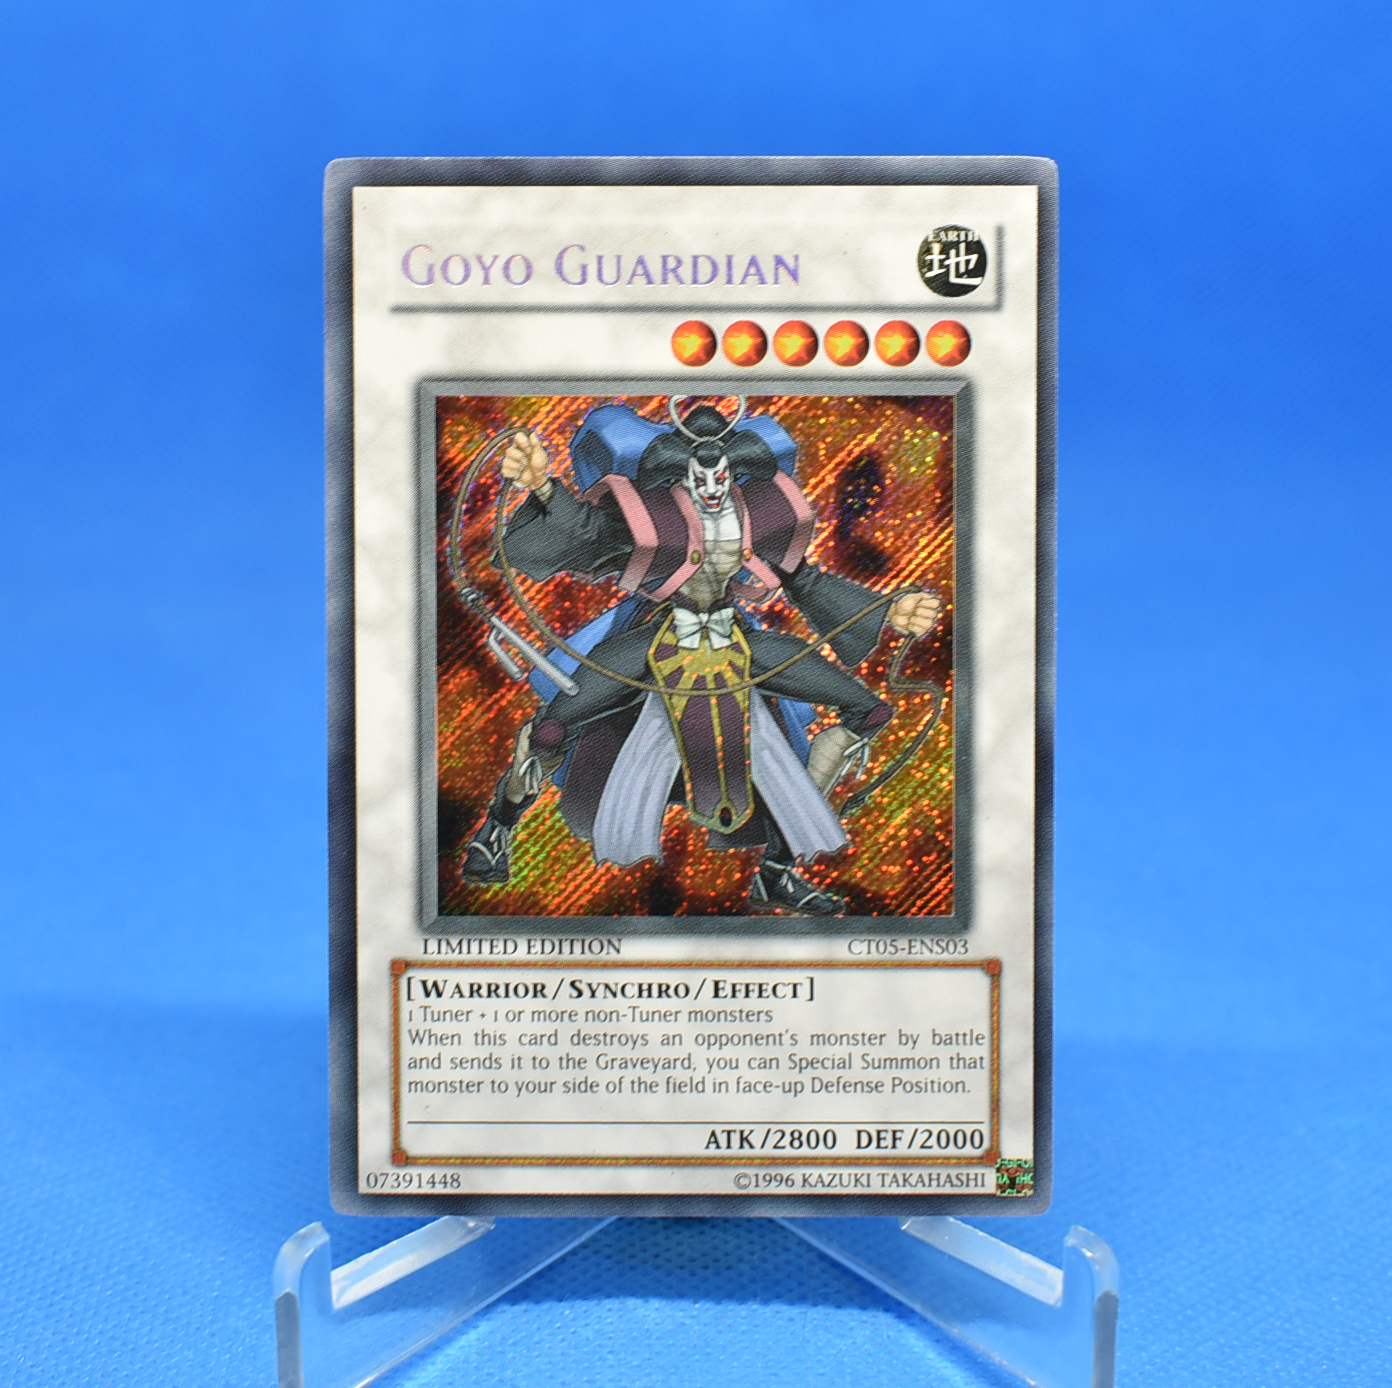 GOYO GUARDIAN
EARTH
地
LIMITED EDITION CT05-ENS03
[WARRIOR/SYNCHRO/EFFECT]
1 Tuner + 1 or more non-Tuner monsters
When this card destroys an opponent's monster by battle
and sends it to the Graveyard, you can Special Summon that
monster to your side of the field in face-up Defense Position.
ATK/2800 DEF/2000
07391448 ©1996 KAZUKI TAKAHASHI